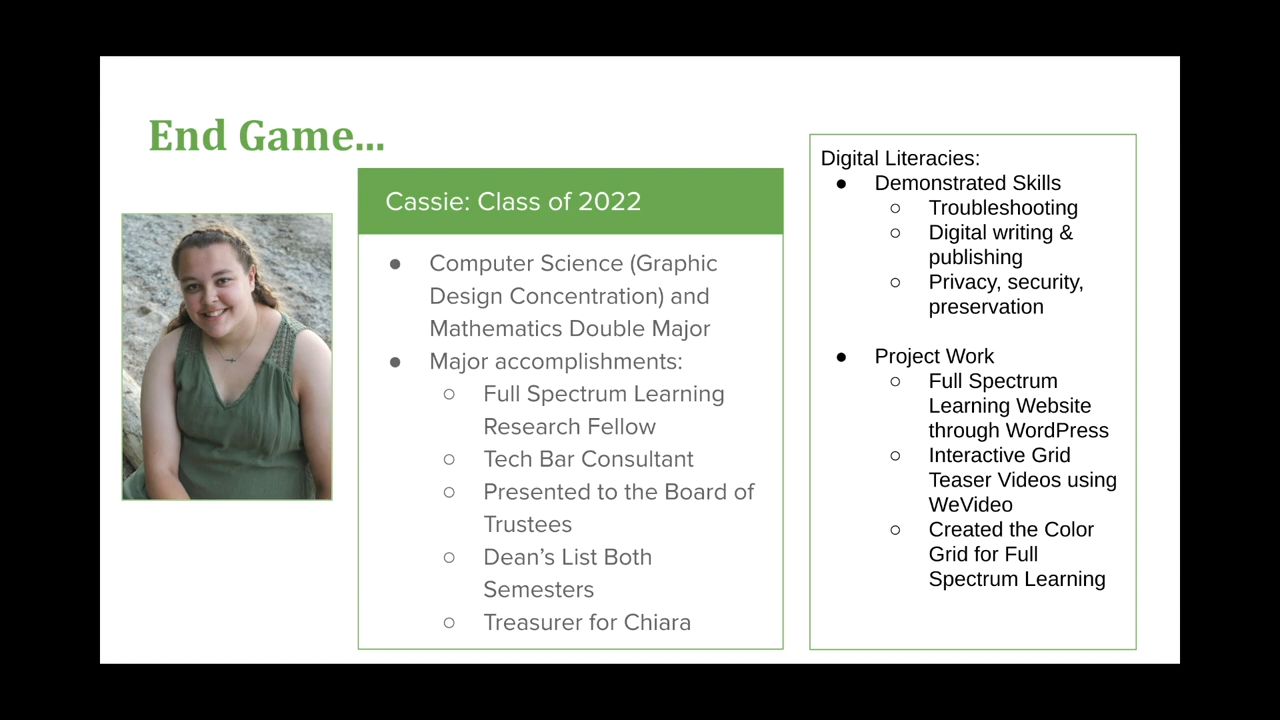 End Game...
Cassie: Class of 2022
● Computer Science (Graphic
Design Concentration) and
Mathematics Double Major
● Major accomplishments:
○ Full Spectrum Learning
Research Fellow
○ Tech Bar Consultant
○ Presented to the Board of
Trustees
○ Dean’s List Both
Semesters
○ Treasurer for Chiara
Digital Literacies:
● Demonstrated Skills
○ Troubleshooting
○ Digital writing &
publishing
○ Privacy, security,
preservation
● Project Work
○ Full Spectrum
Learning Website
through WordPress
○ Interactive Grid
Teaser Videos using
WeVideo
○ Created the Color
Grid for Full
Spectrum Learning